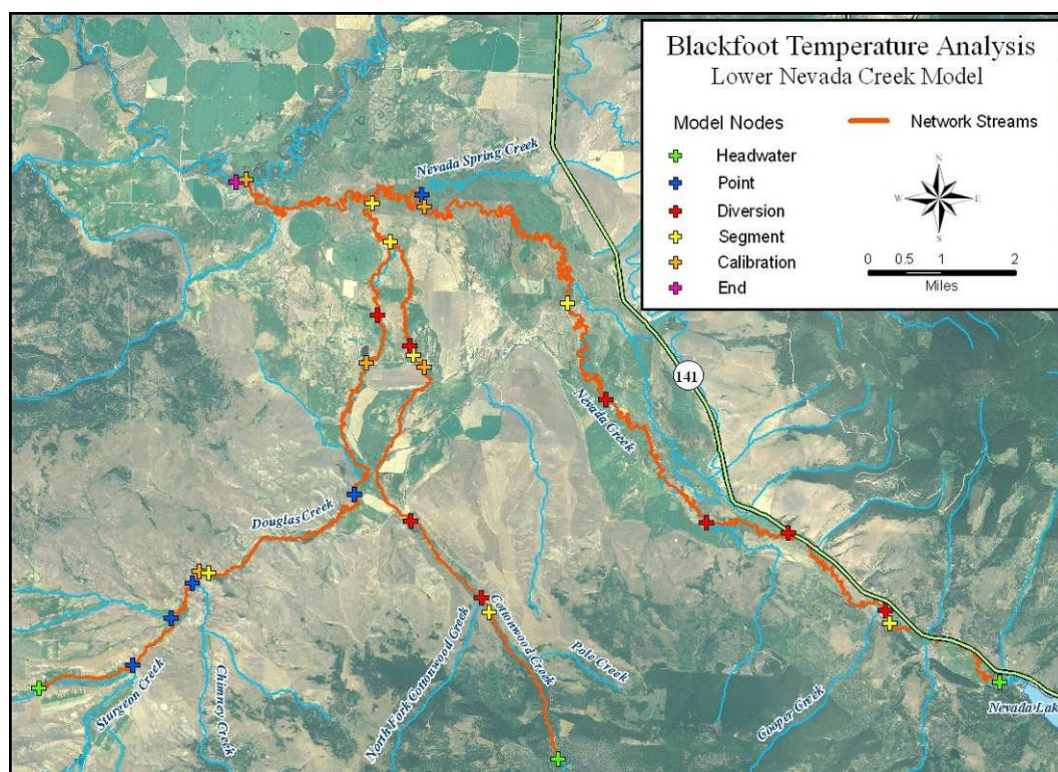 Blackfoot Temperature Analysis
Lower Nevada Creek Model
Model Nodes
Network Streams
Headwater
Point
Diversion
Segment
Calibration
End
N
W
E
S
0 0.5 1 2
Miles
Nevada Spring Creek
141
Nevada Creek
Douglas Creek
Sturgeon Creek
Chimney Creek
North Fork Cottonwood Creek
Cottonwood Creek
Pole Creek
Cooper Creek
Nevada Lak